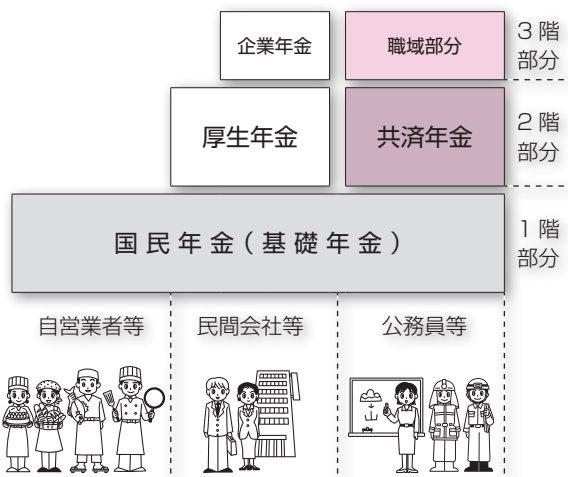 企業年金
職域部分
3階
部分
厚生年金
共済年金
2階
部分
国民年金(基礎年金)
1階
部分
自営業者等
民間会社等
公務員等